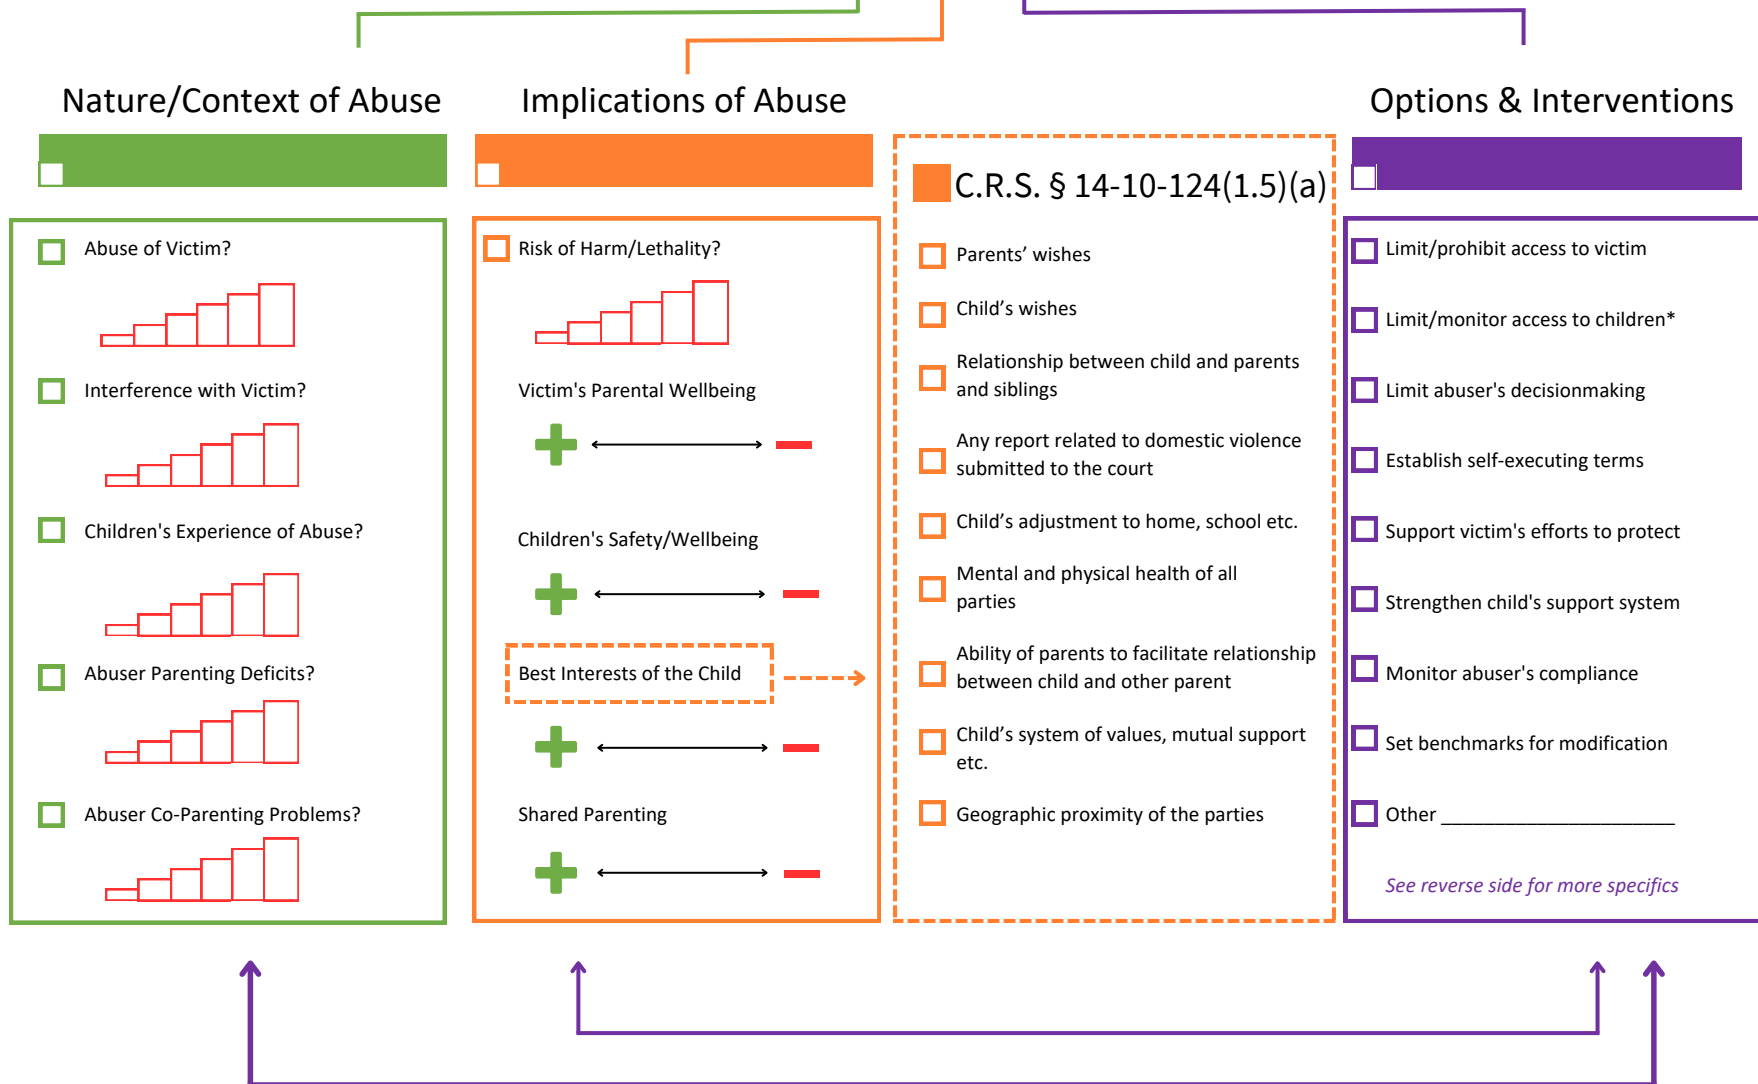 Nature/Context of Abuse
Implications of Abuse
Options & Interventions
Abuse of Victim?
Interference with Victim?
Children's Experience of Abuse?
Abuser Parenting Deficits?
Abuser Co-Parenting Problems?
Risk of Harm/Lethality?
Victim's Parental Wellbeing
Children's Safety/Wellbeing
Best Interests of the Child
Shared Parenting
C.R.S. § 14-10-124(1.5)(a)
Parents’ wishes
Child’s wishes
Relationship between child and parents
and siblings
Any report related to domestic violence
submitted to the court
Child’s adjustment to home, school etc.
Mental and physical health of all
parties
Ability of parents to facilitate relationship
between child and other parent
Child’s system of values, mutual support
etc.
Geographic proximity of the parties
Limit/prohibit access to victim
Limit/monitor access to children*
Limit abuser's decisionmaking
Establish self-executing terms
Support victim's efforts to protect
Strengthen child's support system
Monitor abuser's compliance
Set benchmarks for modification
Other ______________________
See reverse side for more specifics